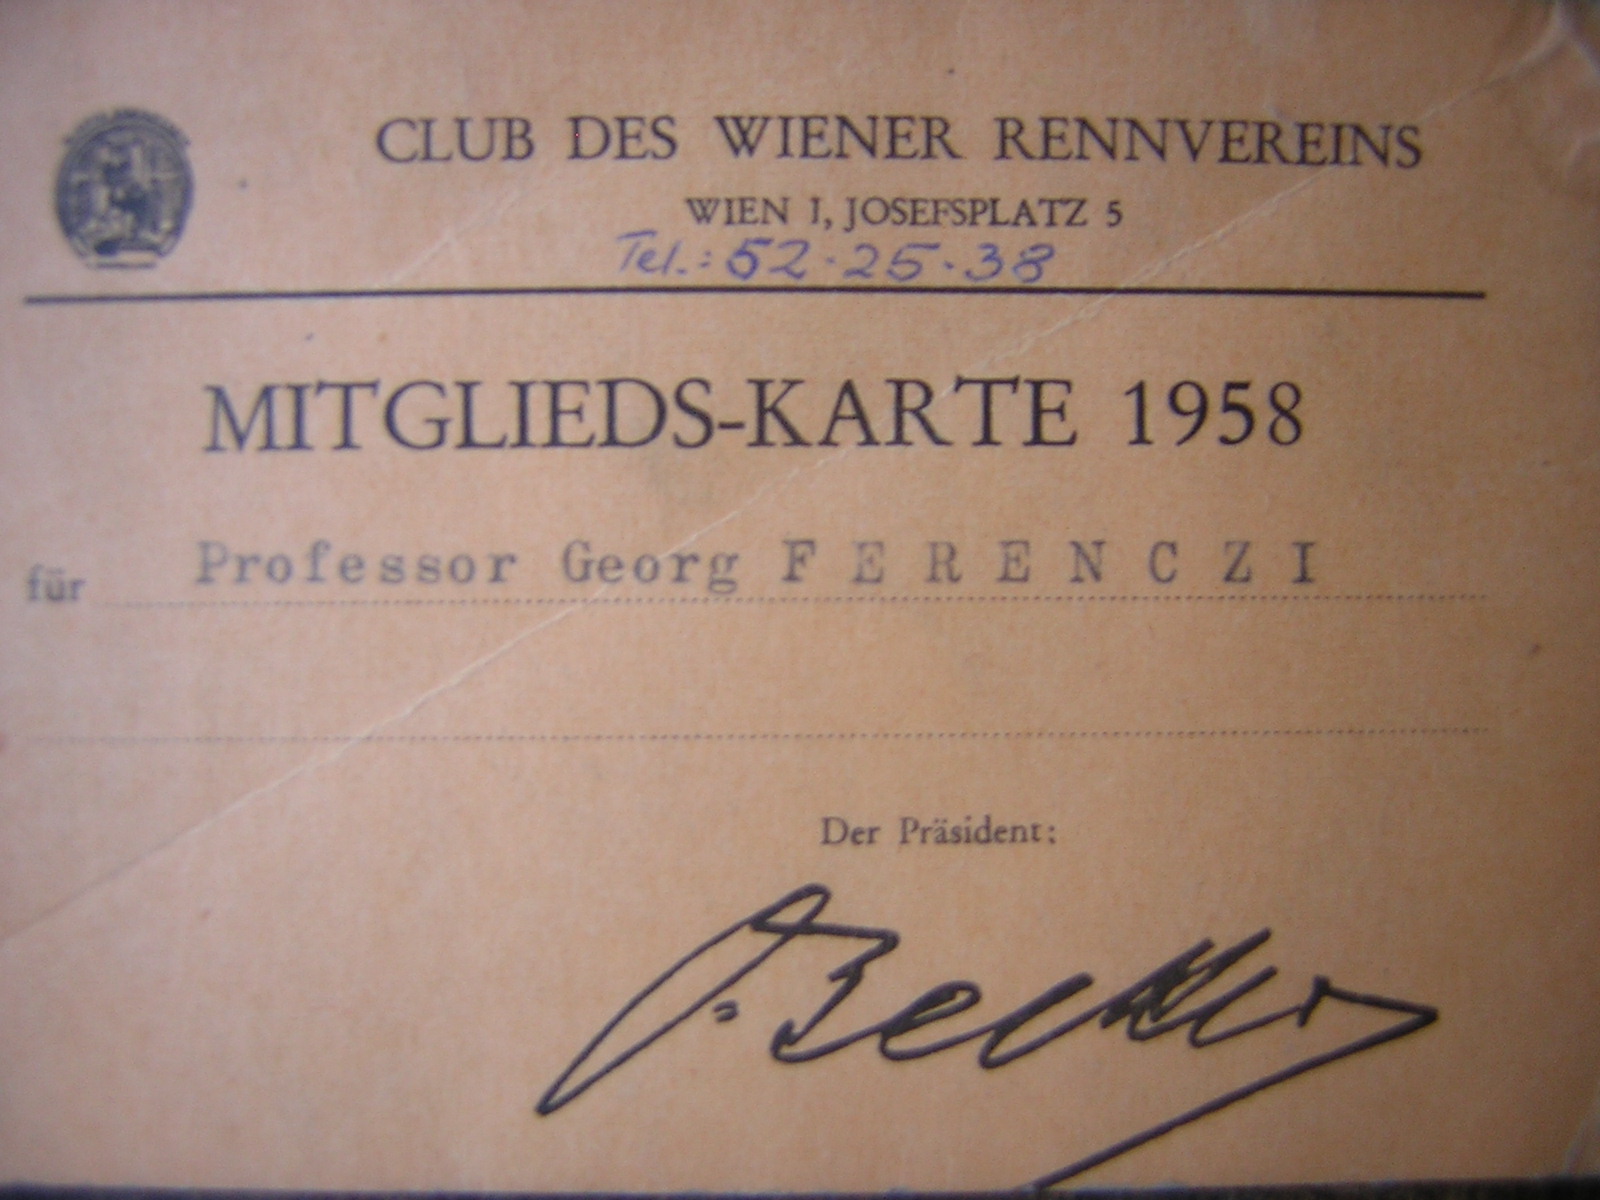 CLUB DES WIENER RENNVEREINS
WIEN I, JOSEFSPLATZ 5
Tel.: 52-25-38
MITGLIEDS-KARTE 1958
für Professor Georg FERENCZI
Der Präsident: